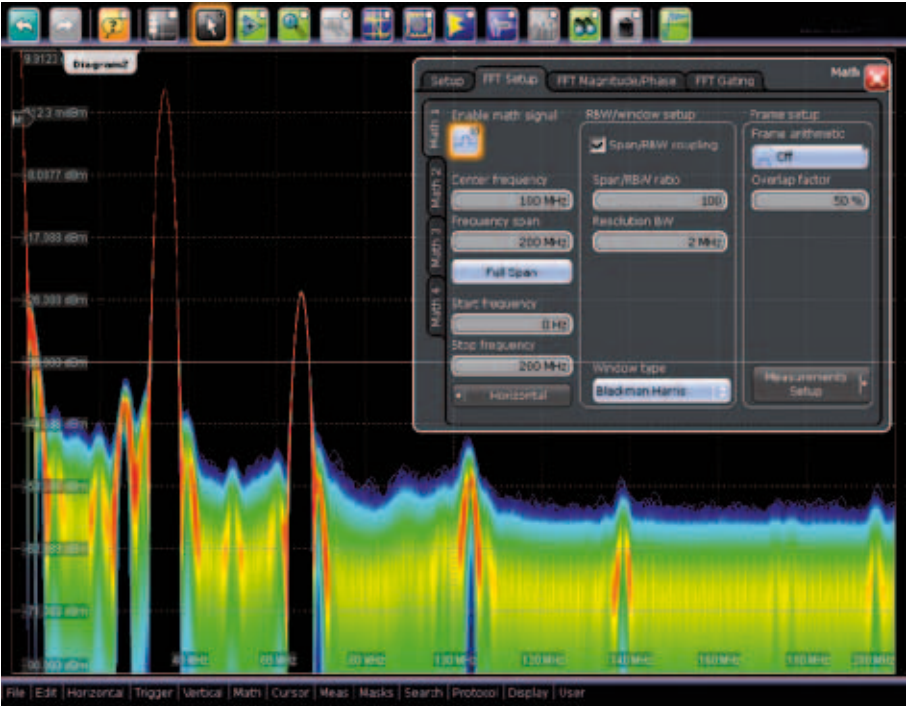 Diagram2
Math
Setup
FFT Setup
FFT Magnitude/Phase
FFT Gating
Math 1
Math 2
Math 3
Math 4
Enable math signal
Center frequency
100 MHz
Frequency span
200 MHz
Full Span
Start frequency
0 Hz
Stop frequency
200 MHz
Horizontal
RBW/window setup
Span/RBW coupling
Span/RBW ratio
100
Resolution BW
2 MHz
Window type
Blackman Harris
Frame setup
Frame arithmetic
Off
Overlap factor
50 %
Measurements
Setup
-8.0877 dBm
40 MHz
80 MHz
120 MHz
140 MHz
160 MHz
180 MHz
200 MHz
File Edit Horizontal Trigger Vertical Math Cursor Meas Masks Search Protocol Display User